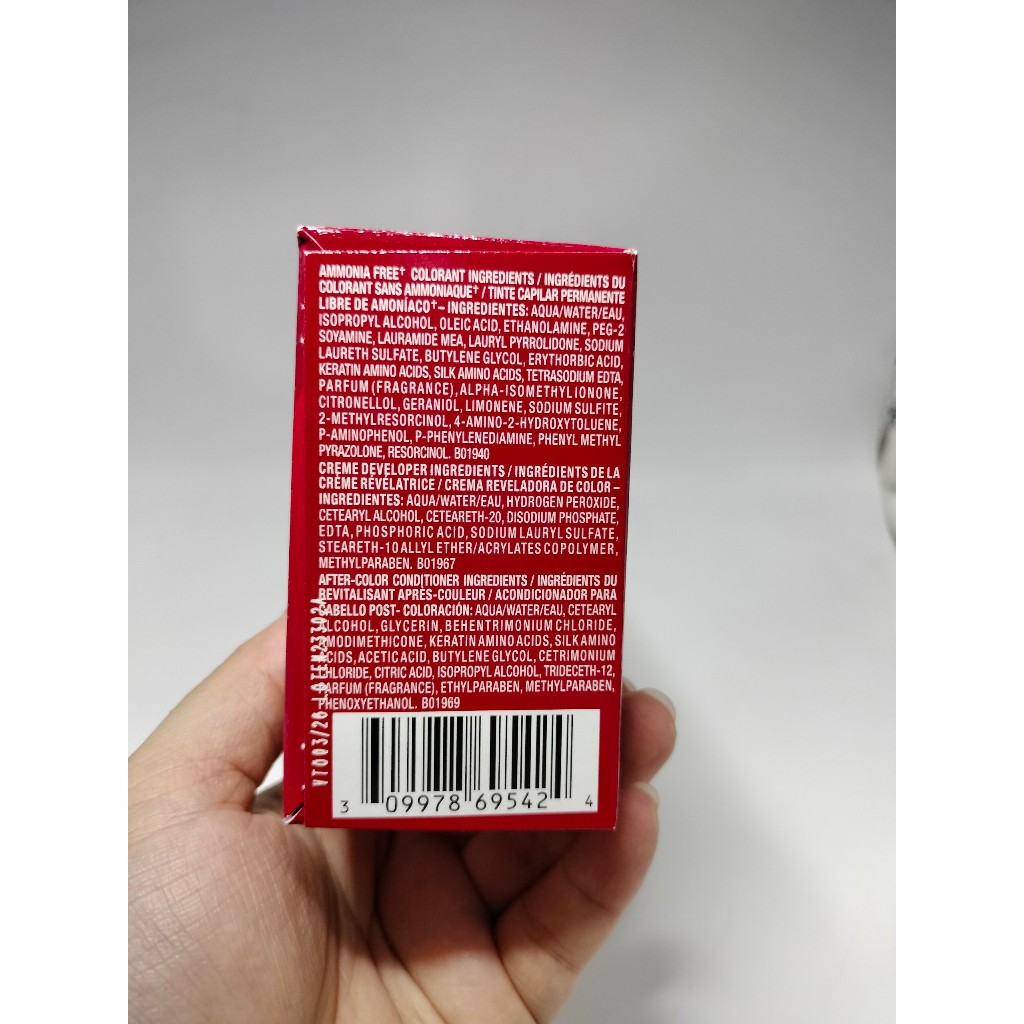 AMMONIA FREE† COLORANT INGREDIENTS / INGRÉDIENTS DU
COLORANT SANS AMMONIAQUE† / TINTE CAPILAR PERMANENTE
LIBRE DE AMONÍACO†– INGREDIENTES: AQUA/WATER/EAU,
ISOPROPYL ALCOHOL, OLEIC ACID, ETHANOLAMINE, PEG-2
SOYAMINE, LAURAMIDE MEA, LAURYL PYRROLIDONE, SODIUM
LAURETH SULFATE, BUTYLENE GLYCOL, ERYTHORBIC ACID,
KERATIN AMINO ACIDS, SILK AMINO ACIDS, TETRASODIUM EDTA,
PARFUM (FRAGRANCE), ALPHA-ISOMETHYL IONONE,
CITRONELLOL, GERANIOL, LIMONENE, SODIUM SULFITE,
2-METHYLRESORCINOL, 4-AMINO-2-HYDROXYTOLUENE,
P-AMINOPHENOL, P-PHENYLENEDIAMINE, PHENYL METHYL
PYRAZOLONE, RESORCINOL. B01940
CREME DEVELOPER INGREDIENTS / INGRÉDIENTS DE LA
CRÈME RÉVÉLATRICE / CREMA REVELADORA DE COLOR –
INGREDIENTES: AQUA/WATER/EAU, HYDROGEN PEROXIDE,
CETEARYL ALCOHOL, CETEARETH-20, DISODIUM PHOSPHATE,
EDTA, PHOSPHORIC ACID, SODIUM LAURYL SULFATE,
STEARETH-10 ALLYL ETHER/ACRYLATES COPOLYMER,
METHYLPARABEN. B01967
AFTER-COLOR CONDITIONER INGREDIENTS / INGRÉDIENTS DU
REVITALISANT APRÈS-COULEUR / ACONDICIONADOR PARA
CABELLO POST- COLORACIÓN: AQUA/WATER/EAU, CETEARYL
ALCOHOL, GLYCERIN, BEHENTRIMONIUM CHLORIDE,
AMODIMETHICONE, KERATIN AMINO ACIDS, SILK AMINO
ACIDS, ACETIC ACID, BUTYLENE GLYCOL, CETRIMONIUM
CHLORIDE, CITRIC ACID, ISOPROPYL ALCOHOL, TRIDECETH-12,
PARFUM (FRAGRANCE), ETHYLPARABEN, METHYLPARABEN,
PHENOXYETHANOL. B01969
3 09978 69542 4
VTO03/26